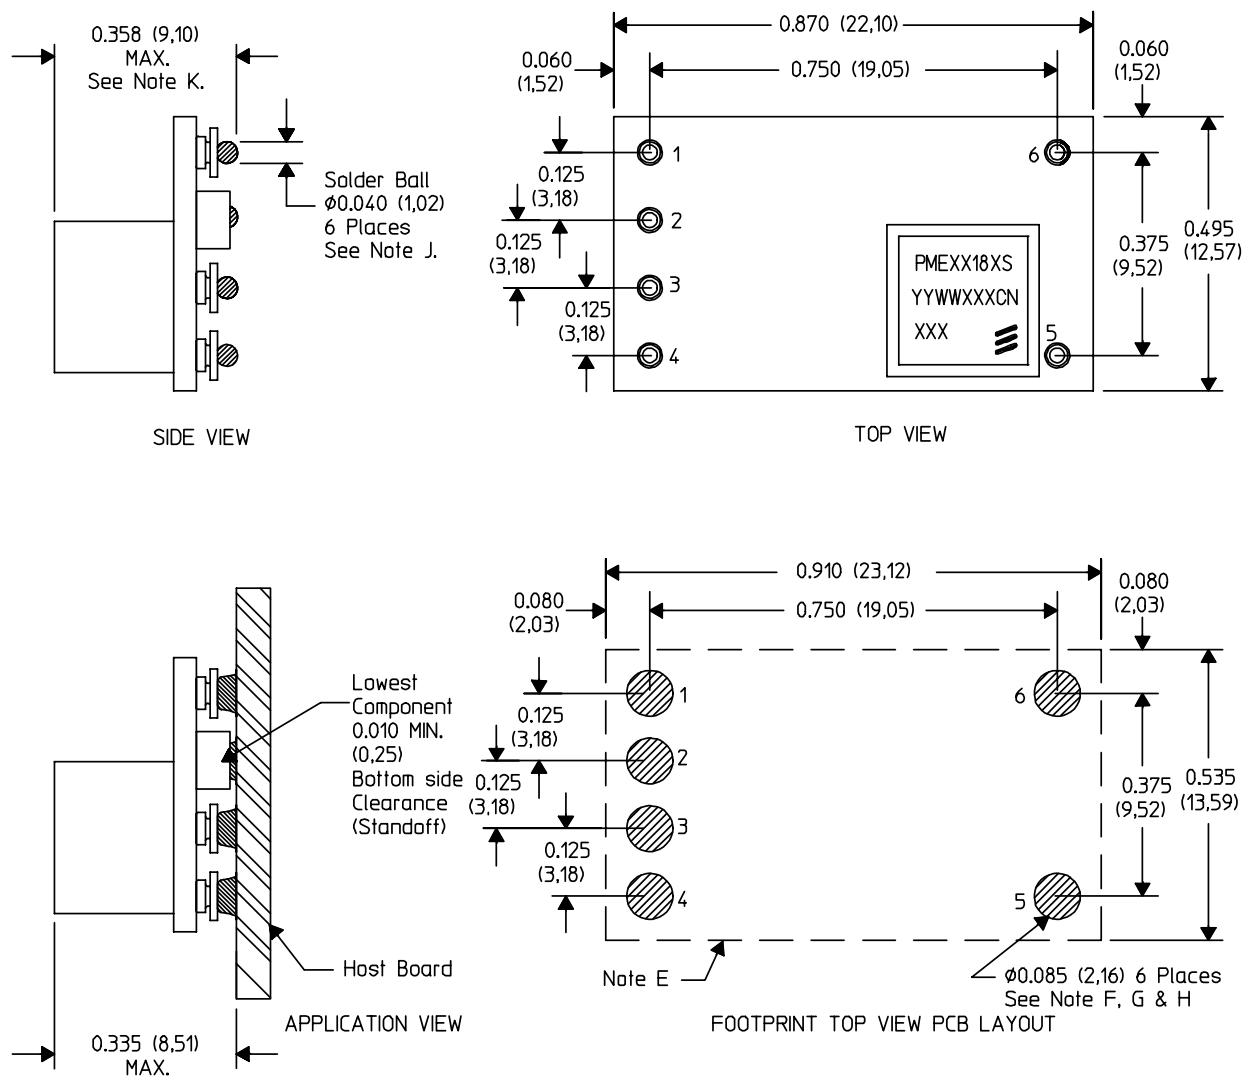 0.358 (9,10)
MAX.
See Note K.
Solder Ball
Ø0.040 (1,02)
6 Places
See Note J.
SIDE VIEW
0.870 (22,10)
0.060
(1,52)
0.750 (19,05)
0.060
(1,52)
1
6
0.125
(3,18)
2
0.125
(3,18)
3
0.125
(3,18)
4
PMEXX18XS
YYWWXXXCN
XXX
5
0.375
(9,52)
0.495
(12,57)
TOP VIEW
Lowest
Component
0.010 MIN.
(0,25)
Bottom side
Clearance
(Standoff)
Host Board
APPLICATION VIEW
0.335 (8,51)
MAX.
0.910 (23,12)
0.080
(2,03)
0.750 (19,05)
0.080
(2,03)
1
6
0.125
(3,18)
2
0.125
(3,18)
3
0.125
(3,18)
4
5
0.375
(9,52)
0.535
(13,59)
Note E
Ø0.085 (2,16) 6 Places
See Note F, G & H
FOOTPRINT TOP VIEW PCB LAYOUT